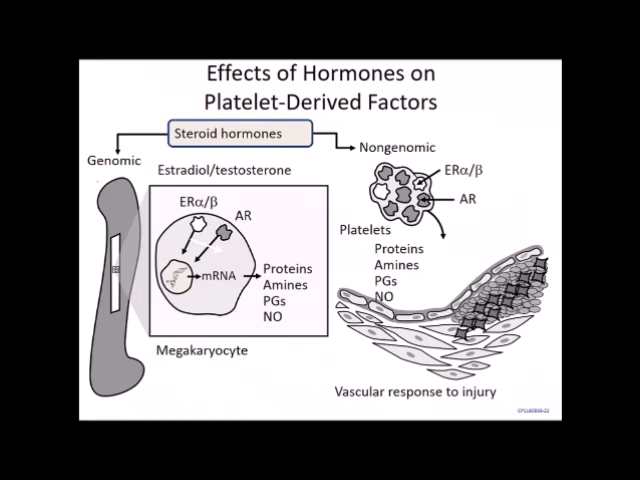 Effects of Hormones on
Platelet-Derived Factors
Steroid hormones
Genomic
Nongenomic
Estradiol/testosterone
ERα/β
AR
mRNA
Proteins
Amines
PGs
NO
Megakaryocyte
ERα/β
AR
Platelets
Proteins
Amines
PGs
NO
Vascular response to injury